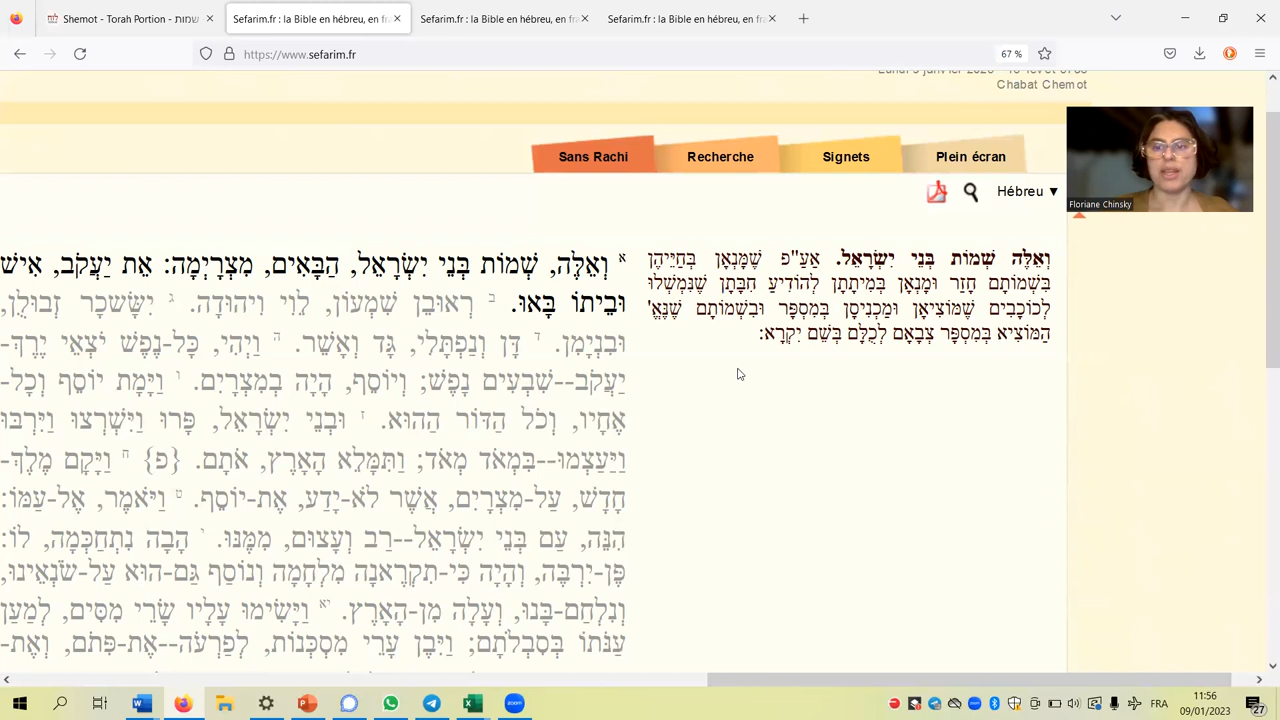 Shemot - Torah Portion - שמות
Sefarim.fr : la Bible en hébreu, en fr
Sefarim.fr : la Bible en hébreu, en fra
Sefarim.fr : la Bible en hébreu, en fra
https://www.sefarim.fr
67 %
Chabat Chemot
Sans Rachi
Recherche
Signets
Plein écran
Hébreu ▼
Floriane Chinsky
וְאֵלֶּה שְׁמוֹת בְּנֵי יִשְׂרָאֵל. אַעַ"פ שֶׁמְּנָאָן בְּחַיֵּיהֶן
בִּשְׁמוֹתָם חָזַר וּמְנָאָן בְּמִיתָתָן לְהוֹדִיעַ חִבָּתָן שֶׁנִּמְשְׁלוּ
לְכוֹכָבִים שֶׁמּוֹצִיאָן וּמַכְנִיסָן בְּמִסְפָּר וּבִשְׁמוֹתָם שֶׁנֶּאֱ'
הַמּוֹצִיא בְּמִסְפָּר צְבָאָם לְכֻלָּם בְּשֵׁם יִקְרָא:
א וְאֵלֶּה, שְׁמוֹת בְּנֵי יִשְׂרָאֵל, הַבָּאִים, מִצְרָיְמָה: אֵת יַעֲקֹב, אִישׁ
וּבֵיתוֹ בָּאוּ. ב רְאוּבֵן שִׁמְעוֹן, לֵוִי וִיהוּדָה. ג יִשָּׂשכָר זְבוּלֻן,
וּבִנְיָמִן. ד דָּן וְנַפְתָּלִי, גָּד וְאָשֵׁר. ה וַיְהִי, כָּל-נֶפֶשׁ יֹצְאֵי יֶרֶךְ-
יַעֲקֹב--שִׁבְעִים נָפֶשׁ; וְיוֹסֵף, הָיָה בְמִצְרָיִם. ו וַיָּמָת יוֹסֵף וְכָל-
אֶחָיו, וְכֹל הַדּוֹר הַהוּא. ז וּבְנֵי יִשְׂרָאֵל, פָּרוּ וַיִּשְׁרְצוּ וַיִּרְבּוּ
וַיַּעַצְמוּ--בִּמְאֹד מְאֹד; וַתִּמָּלֵא הָאָרֶץ, אֹתָם. {פ} ח וַיָּקָם מֶלֶךְ-
חָדָשׁ, עַל-מִצְרָיִם, אֲשֶׁר לֹא-יָדַע, אֶת-יוֹסֵף. ט וַיֹּאמֶר, אֶל-עַמּוֹ:
הִנֵּה, עַם בְּנֵי יִשְׂרָאֵל--רַב וְעָצוּם, מִמֶּנּוּ. י הָבָה נִתְחַכְּמָה, לוֹ:
פֶּן-יִרְבֶּה, וְהָיָה כִּי-תִקְרֶאנָה מִלְחָמָה וְנוֹסַף גַּם-הוּא עַל-שֹׂנְאֵינוּ,
וְנִלְחַם-בָּנוּ, וְעָלָה מִן-הָאָרֶץ. יא וַיָּשִׂימוּ עָלָיו שָׂרֵי מִסִּים, לְמַעַן
עַנֹּתוֹ בְּסִבְלֹתָם; וַיִּבֶן עָרֵי מִסְכְּנוֹת, לְפַרְעֹה--אֶת-פִּתֹם, וְאֶת-
FRA
11:56
09/01/2023
27